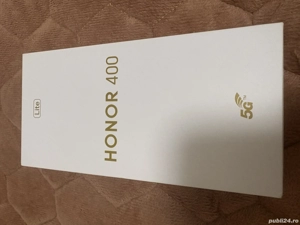 Lite
HONOR 400
5G
publi24.ro